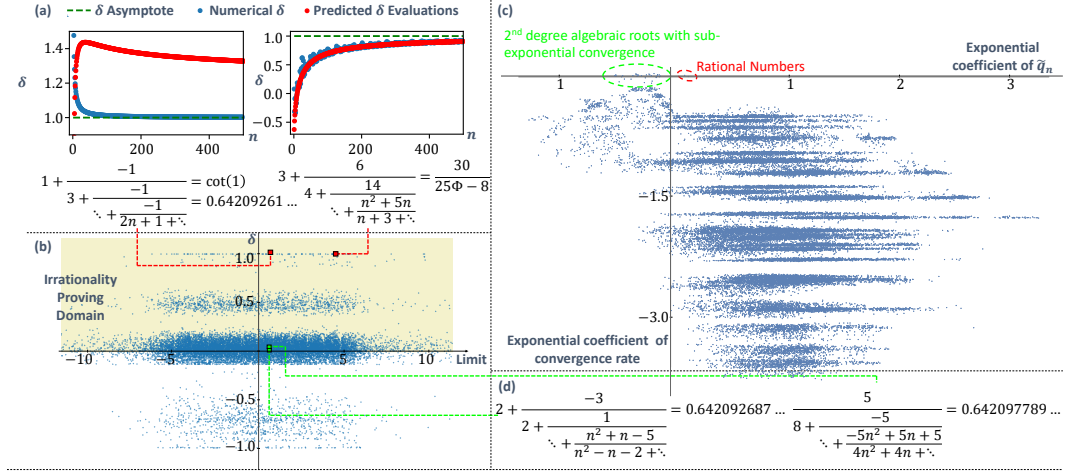 (a)
δ Asymptote
Numerical δ
Predicted δ Evaluations
1.4
1.2
1.0
δ
0
200
400
n
1.0
0.5
0.0
−0.5
δ
0
100
200
300
400
500
n
1 + −1
3 + −1
⋱ + −1
2n + 1 + ⋱
= cot(1)
= 0.64209261 ...
3 + 6
4 + 14
⋱ + n² + 5n
n + 3 + ⋱
= 30
25Φ − 8
(b)
δ
1.0
Irrationality
Proving
Domain
0.5
−10
−5
5
10
Limit
−0.5
−1.0
(c)
2nd degree algebraic roots with sub-
exponential convergence
Rational Numbers
Exponential
coefficient of q̃ₙ
1
1
2
3
−1.5
−3.0
Exponential coefficient of
convergence rate
(d)
2 + −3
2 + 1
⋱ + n² + n − 5
n² − n − 2 + ⋱
= 0.642092687 ...
5
8 + −5
⋱ + −5n² + 5n + 5
4n² + 4n + ⋱
= 0.642097789 ...